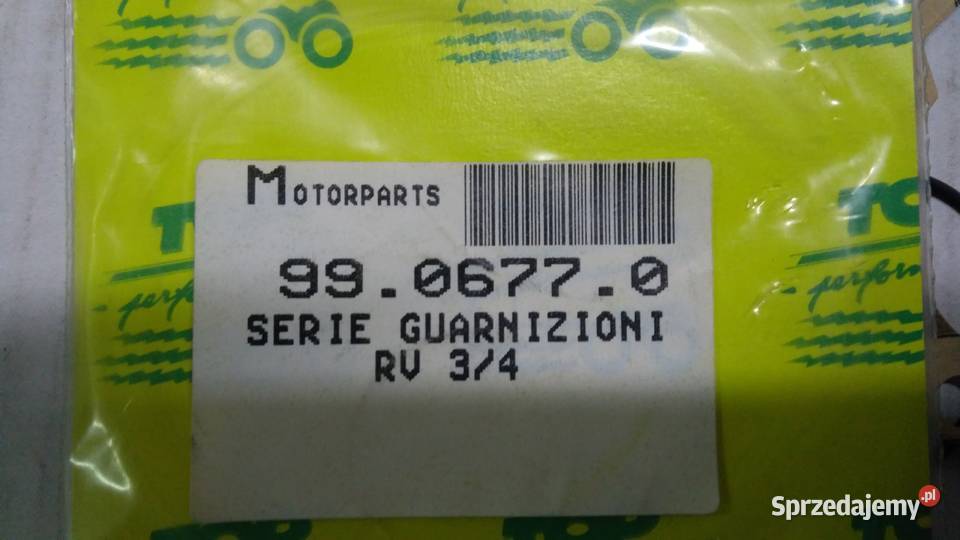 MOTORPARTS
99.0677.0
SERIE GUARNIZIONI
RV 3/4
Sprzedajemy.pl